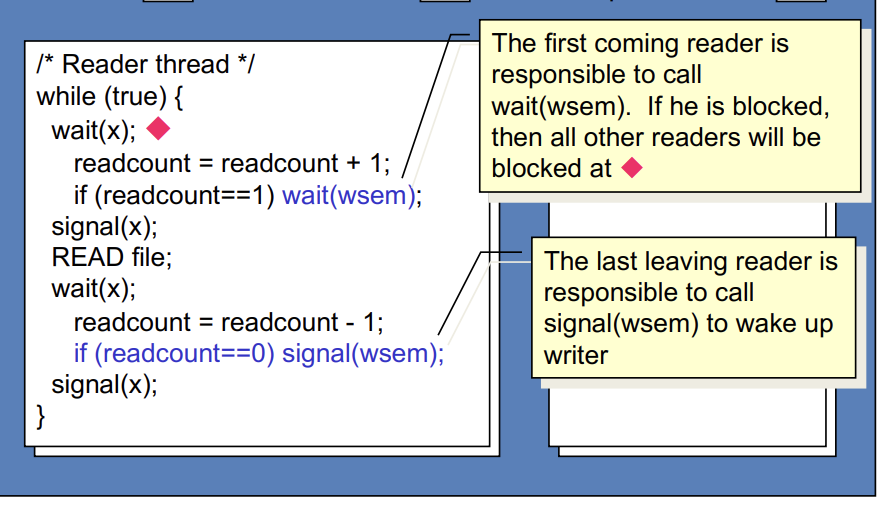 /* Reader thread */
while (true) {
wait(x);
readcount = readcount + 1;
if (readcount==1) wait(wsem);
signal(x);
READ file;
wait(x);
readcount = readcount - 1;
if (readcount==0) signal(wsem);
signal(x);
}
The first coming reader is
responsible to call
wait(wsem). If he is blocked,
then all other readers will be
blocked at
The last leaving reader is
responsible to call
signal(wsem) to wake up
writer